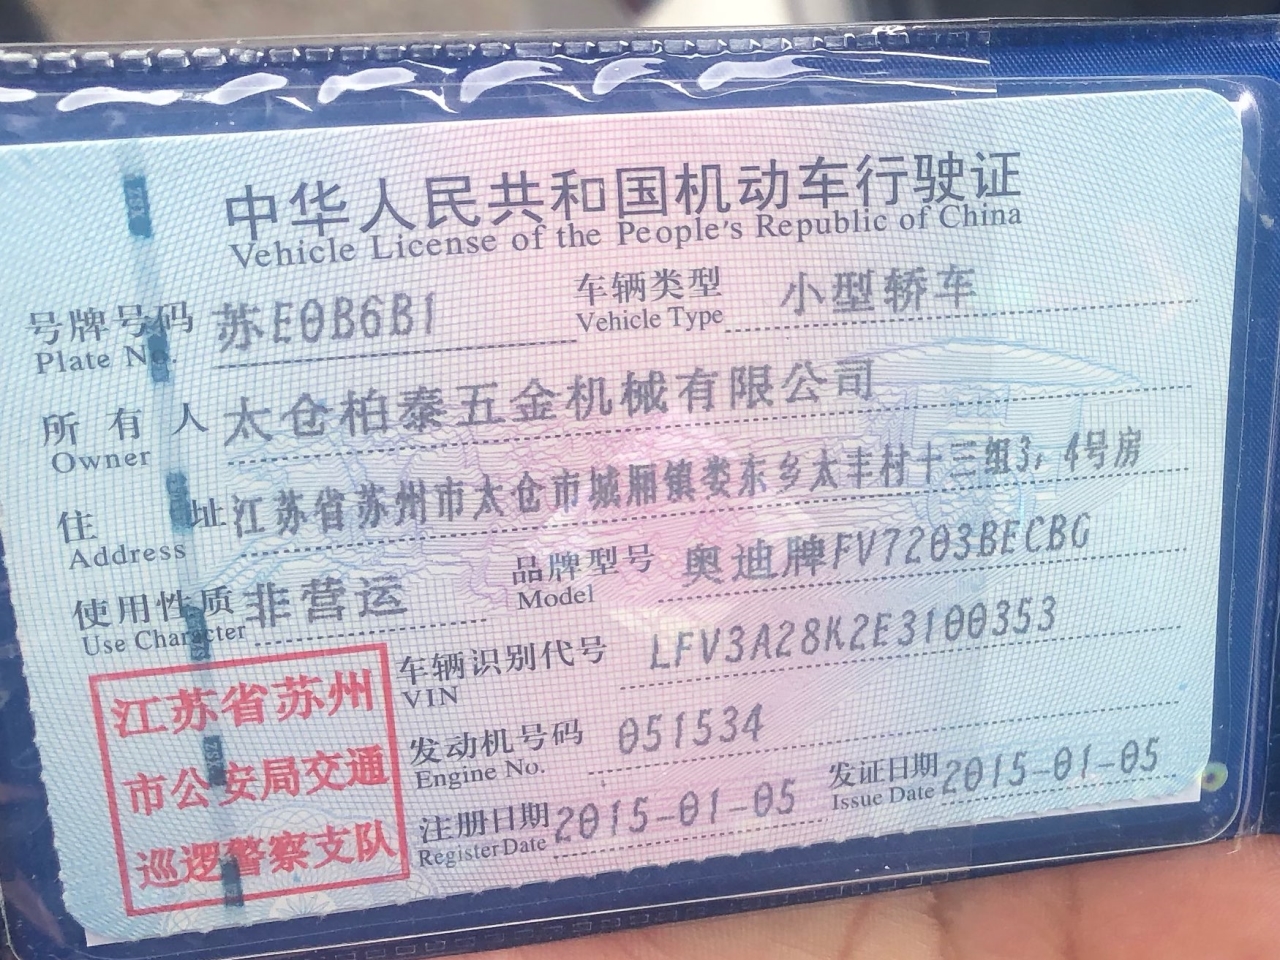 中华人民共和国机动车行驶证
Vehicle License of the People's Republic of China
号牌号码 苏E0B6B1 车辆类型 小型轿车
Plate No. Vehicle Type
所有人 太仓柏泰五金机械有限公司
Owner
住址 江苏省苏州市太仓市城厢镇娄东乡太丰村十三组3，4号房
Address
使用性质 非营运 品牌型号 奥迪牌FV7203BECBG
Use Character Model
车辆识别代号 LFV3A28K2E3100353
VIN
发动机号码 051534
Engine No.
注册日期 2015-01-05 发证日期 2015-01-05
Register Date Issue Date
江苏省苏州
市公安局交通
巡逻警察支队